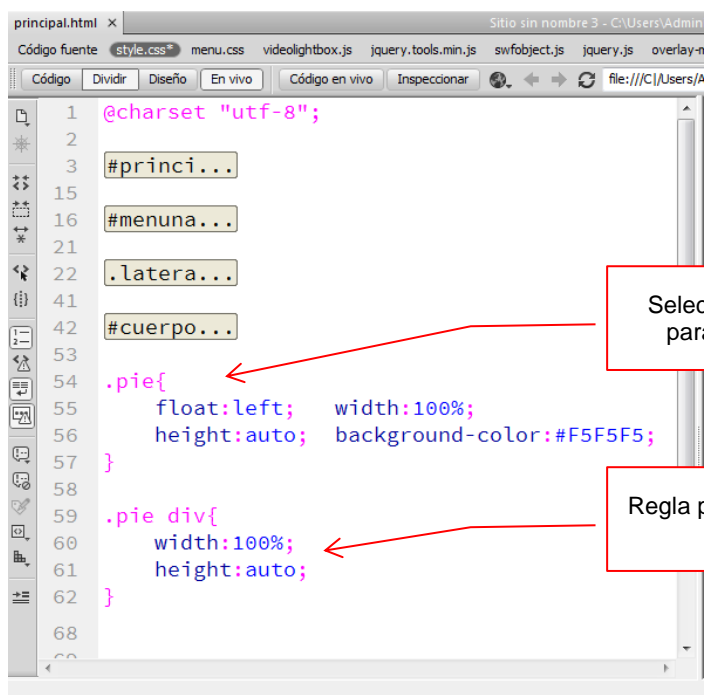 principal.html ×
Sitio sin nombre 3 - C:\Users\Admin
Código fuente style.css* menu.css videolightbox.js jquery.tools.min.js swfobject.js jquery.js overlay-
Código Dividir Diseño En vivo Código en vivo Inspeccionar file:///C|/Users/A
1 @charset "utf-8";
2
3 #princi...
15
16 #menuna...
21
22 .latera...
41
42 #cuerpo...
53
54 .pie{
55 float:left; width:100%;
56 height:auto; background-color:#F5F5F5;
57 }
58
59 .pie div{
60 width:100%;
61 height:auto;
62 }
68
Selec
para
Regla p